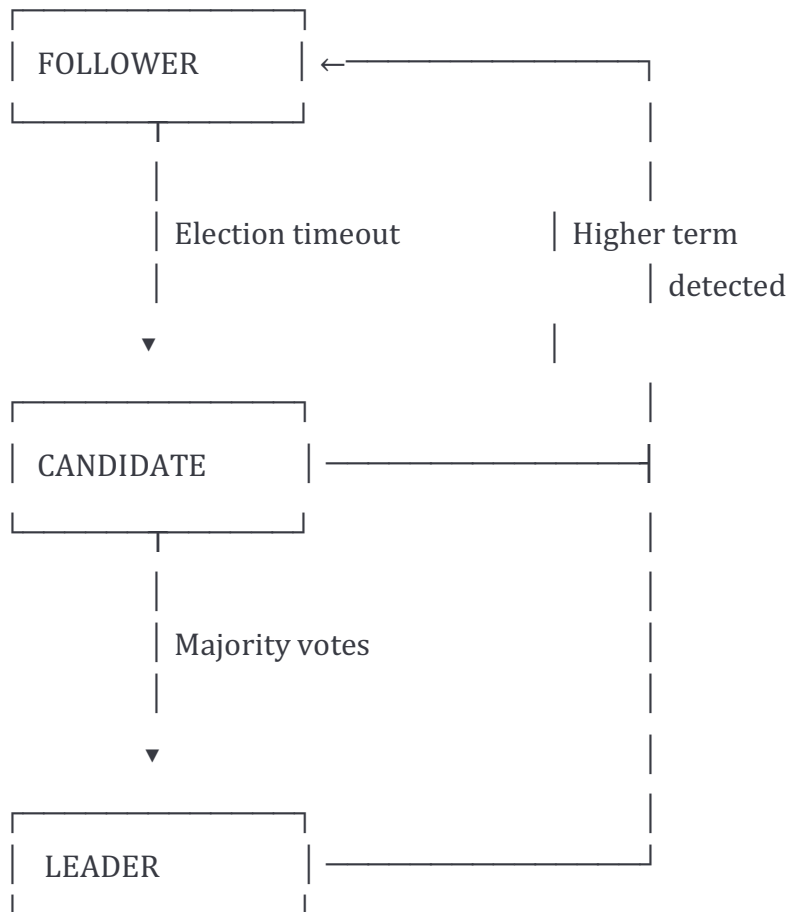 FOLLOWER
Election timeout Higher term
detected
CANDIDATE
Majority votes
LEADER